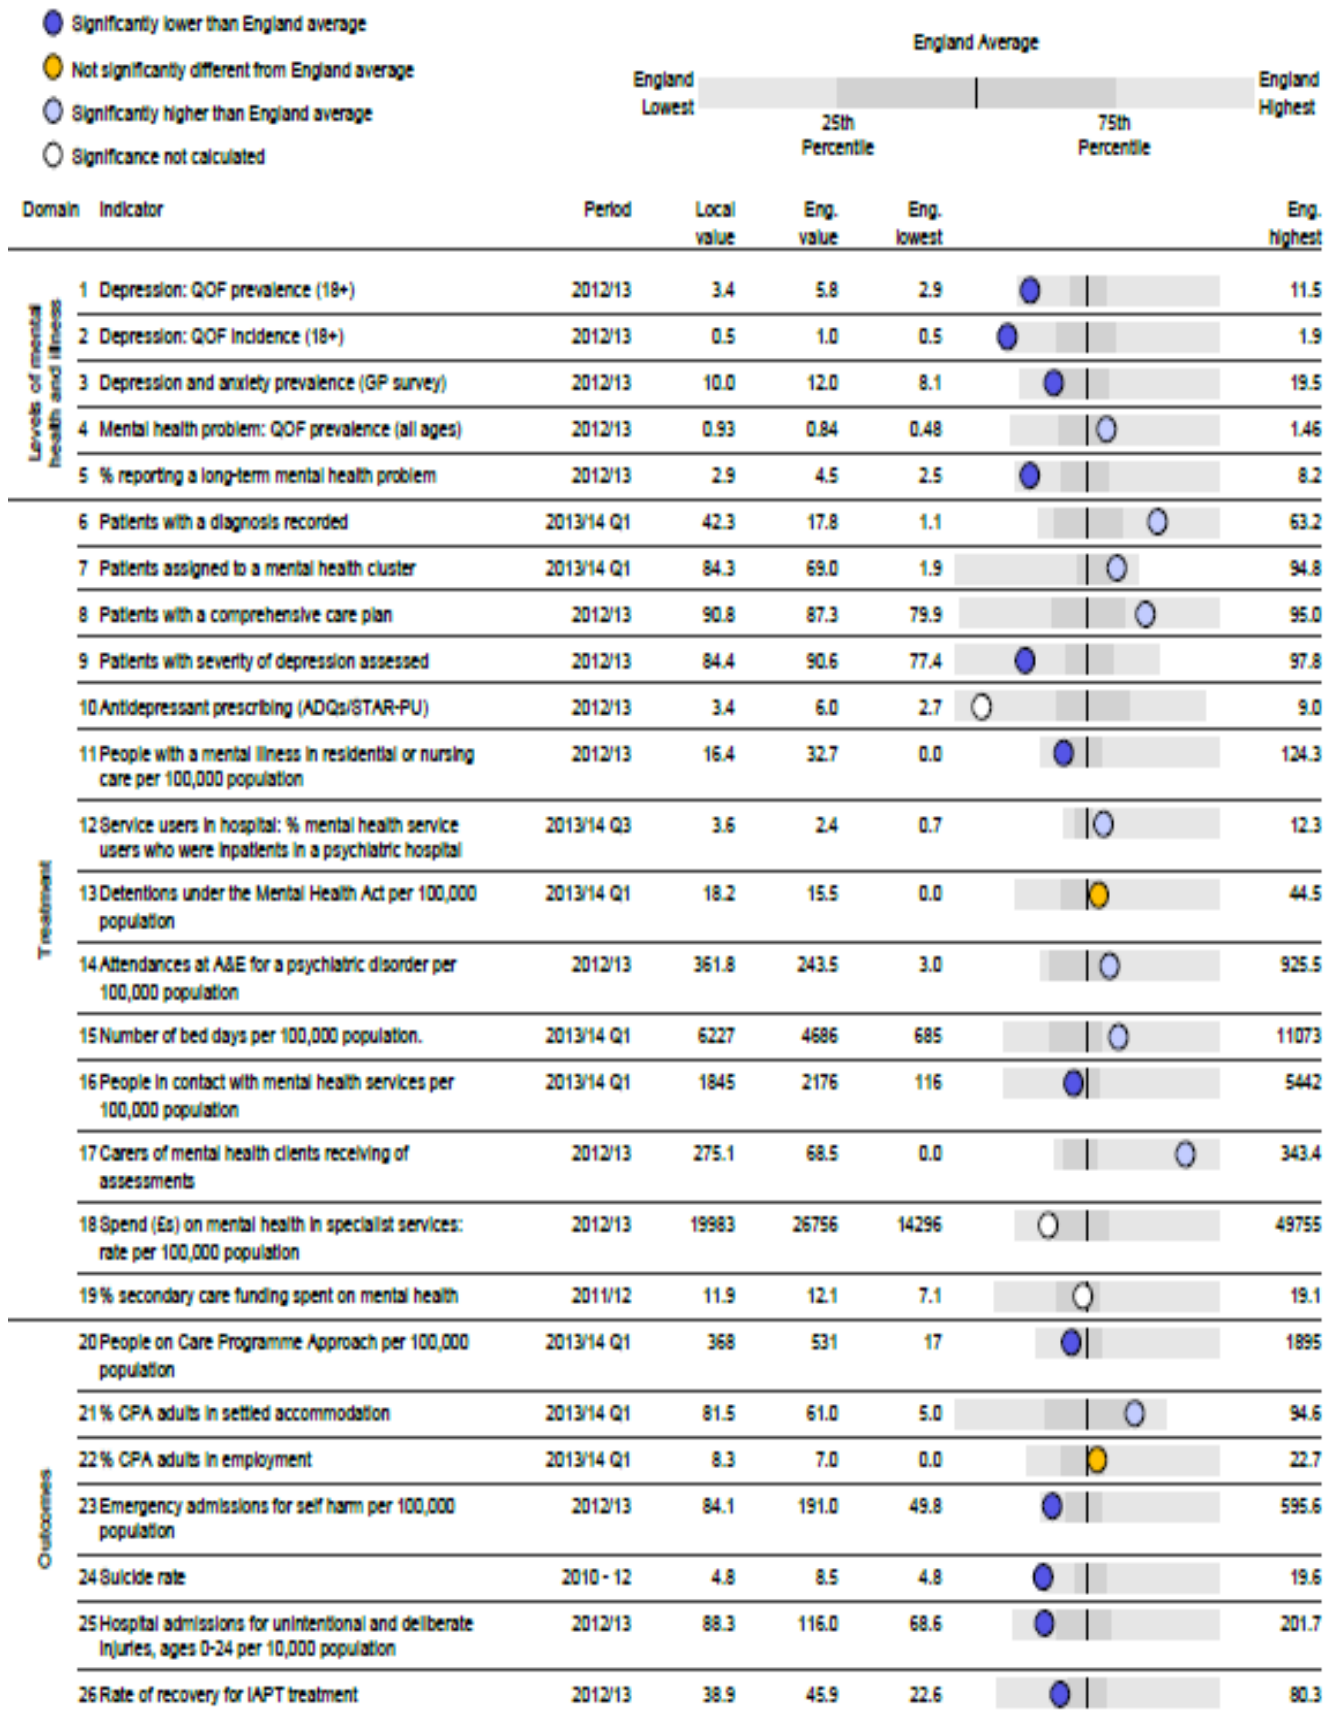 Significantly lower than England average
Not significantly different from England average
Significantly higher than England average
Significance not calculated
England Average
England Lowest
England Highest
25th Percentile
75th Percentile
Domain Indicator Period Local value Eng. value Eng. lowest Eng. highest
Levels of mental health and illness
1 Depression: QOF prevalence (18+) 2012/13 3.4 5.8 2.9 11.5
2 Depression: QOF incidence (18+) 2012/13 0.5 1.0 0.5 1.9
3 Depression and anxiety prevalence (GP survey) 2012/13 10.0 12.0 8.1 19.5
4 Mental health problem: QOF prevalence (all ages) 2012/13 0.93 0.84 0.48 1.46
5 % reporting a long-term mental health problem 2012/13 2.9 4.5 2.5 8.2
Treatment
6 Patients with a diagnosis recorded 2013/14 Q1 42.3 17.8 1.1 63.2
7 Patients assigned to a mental health cluster 2013/14 Q1 84.3 69.0 1.9 94.8
8 Patients with a comprehensive care plan 2012/13 90.8 87.3 79.9 95.0
9 Patients with severity of depression assessed 2012/13 84.4 90.6 77.4 97.8
10 Antidepressant prescribing (ADQs/STAR-PU) 2012/13 3.4 6.0 2.7 9.0
11 People with a mental illness in residential or nursing 2012/13 16.4 32.7 0.0 124.3
care per 100,000 population
12 Service users in hospital: % mental health service 2013/14 Q3 3.6 2.4 0.7 12.3
users who were inpatients in a psychiatric hospital
13 Detentions under the Mental Health Act per 100,000 2013/14 Q1 18.2 15.5 0.0 44.5
population
14 Attendances at A&E for a psychiatric disorder per 2012/13 361.8 243.5 3.0 925.5
100,000 population
15 Number of bed days per 100,000 population. 2013/14 Q1 6227 4686 685 11073
16 People in contact with mental health services per 2013/14 Q1 1845 2176 116 5442
100,000 population
17 Carers of mental health clients receiving of 2012/13 275.1 68.5 0.0 343.4
assessments
18 Spend (£s) on mental health in specialist services: 2012/13 19983 26756 14296 49755
rate per 100,000 population
19 % secondary care funding spent on mental health 2011/12 11.9 12.1 7.1 19.1
Outcomes
20 People on Care Programme Approach per 100,000 2013/14 Q1 368 531 17 1895
population
21 % CPA adults in settled accommodation 2013/14 Q1 81.5 61.0 5.0 94.6
22 % CPA adults in employment 2013/14 Q1 8.3 7.0 0.0 22.7
23 Emergency admissions for self harm per 100,000 2012/13 84.1 191.0 49.8 595.6
population
24 Suicide rate 2010 - 12 4.8 8.5 4.8 19.6
25 Hospital admissions for unintentional and deliberate 2012/13 88.3 116.0 68.6 201.7
injuries, ages 0-24 per 10,000 population
26 Rate of recovery for IAPT treatment 2012/13 38.9 45.9 22.6 80.3